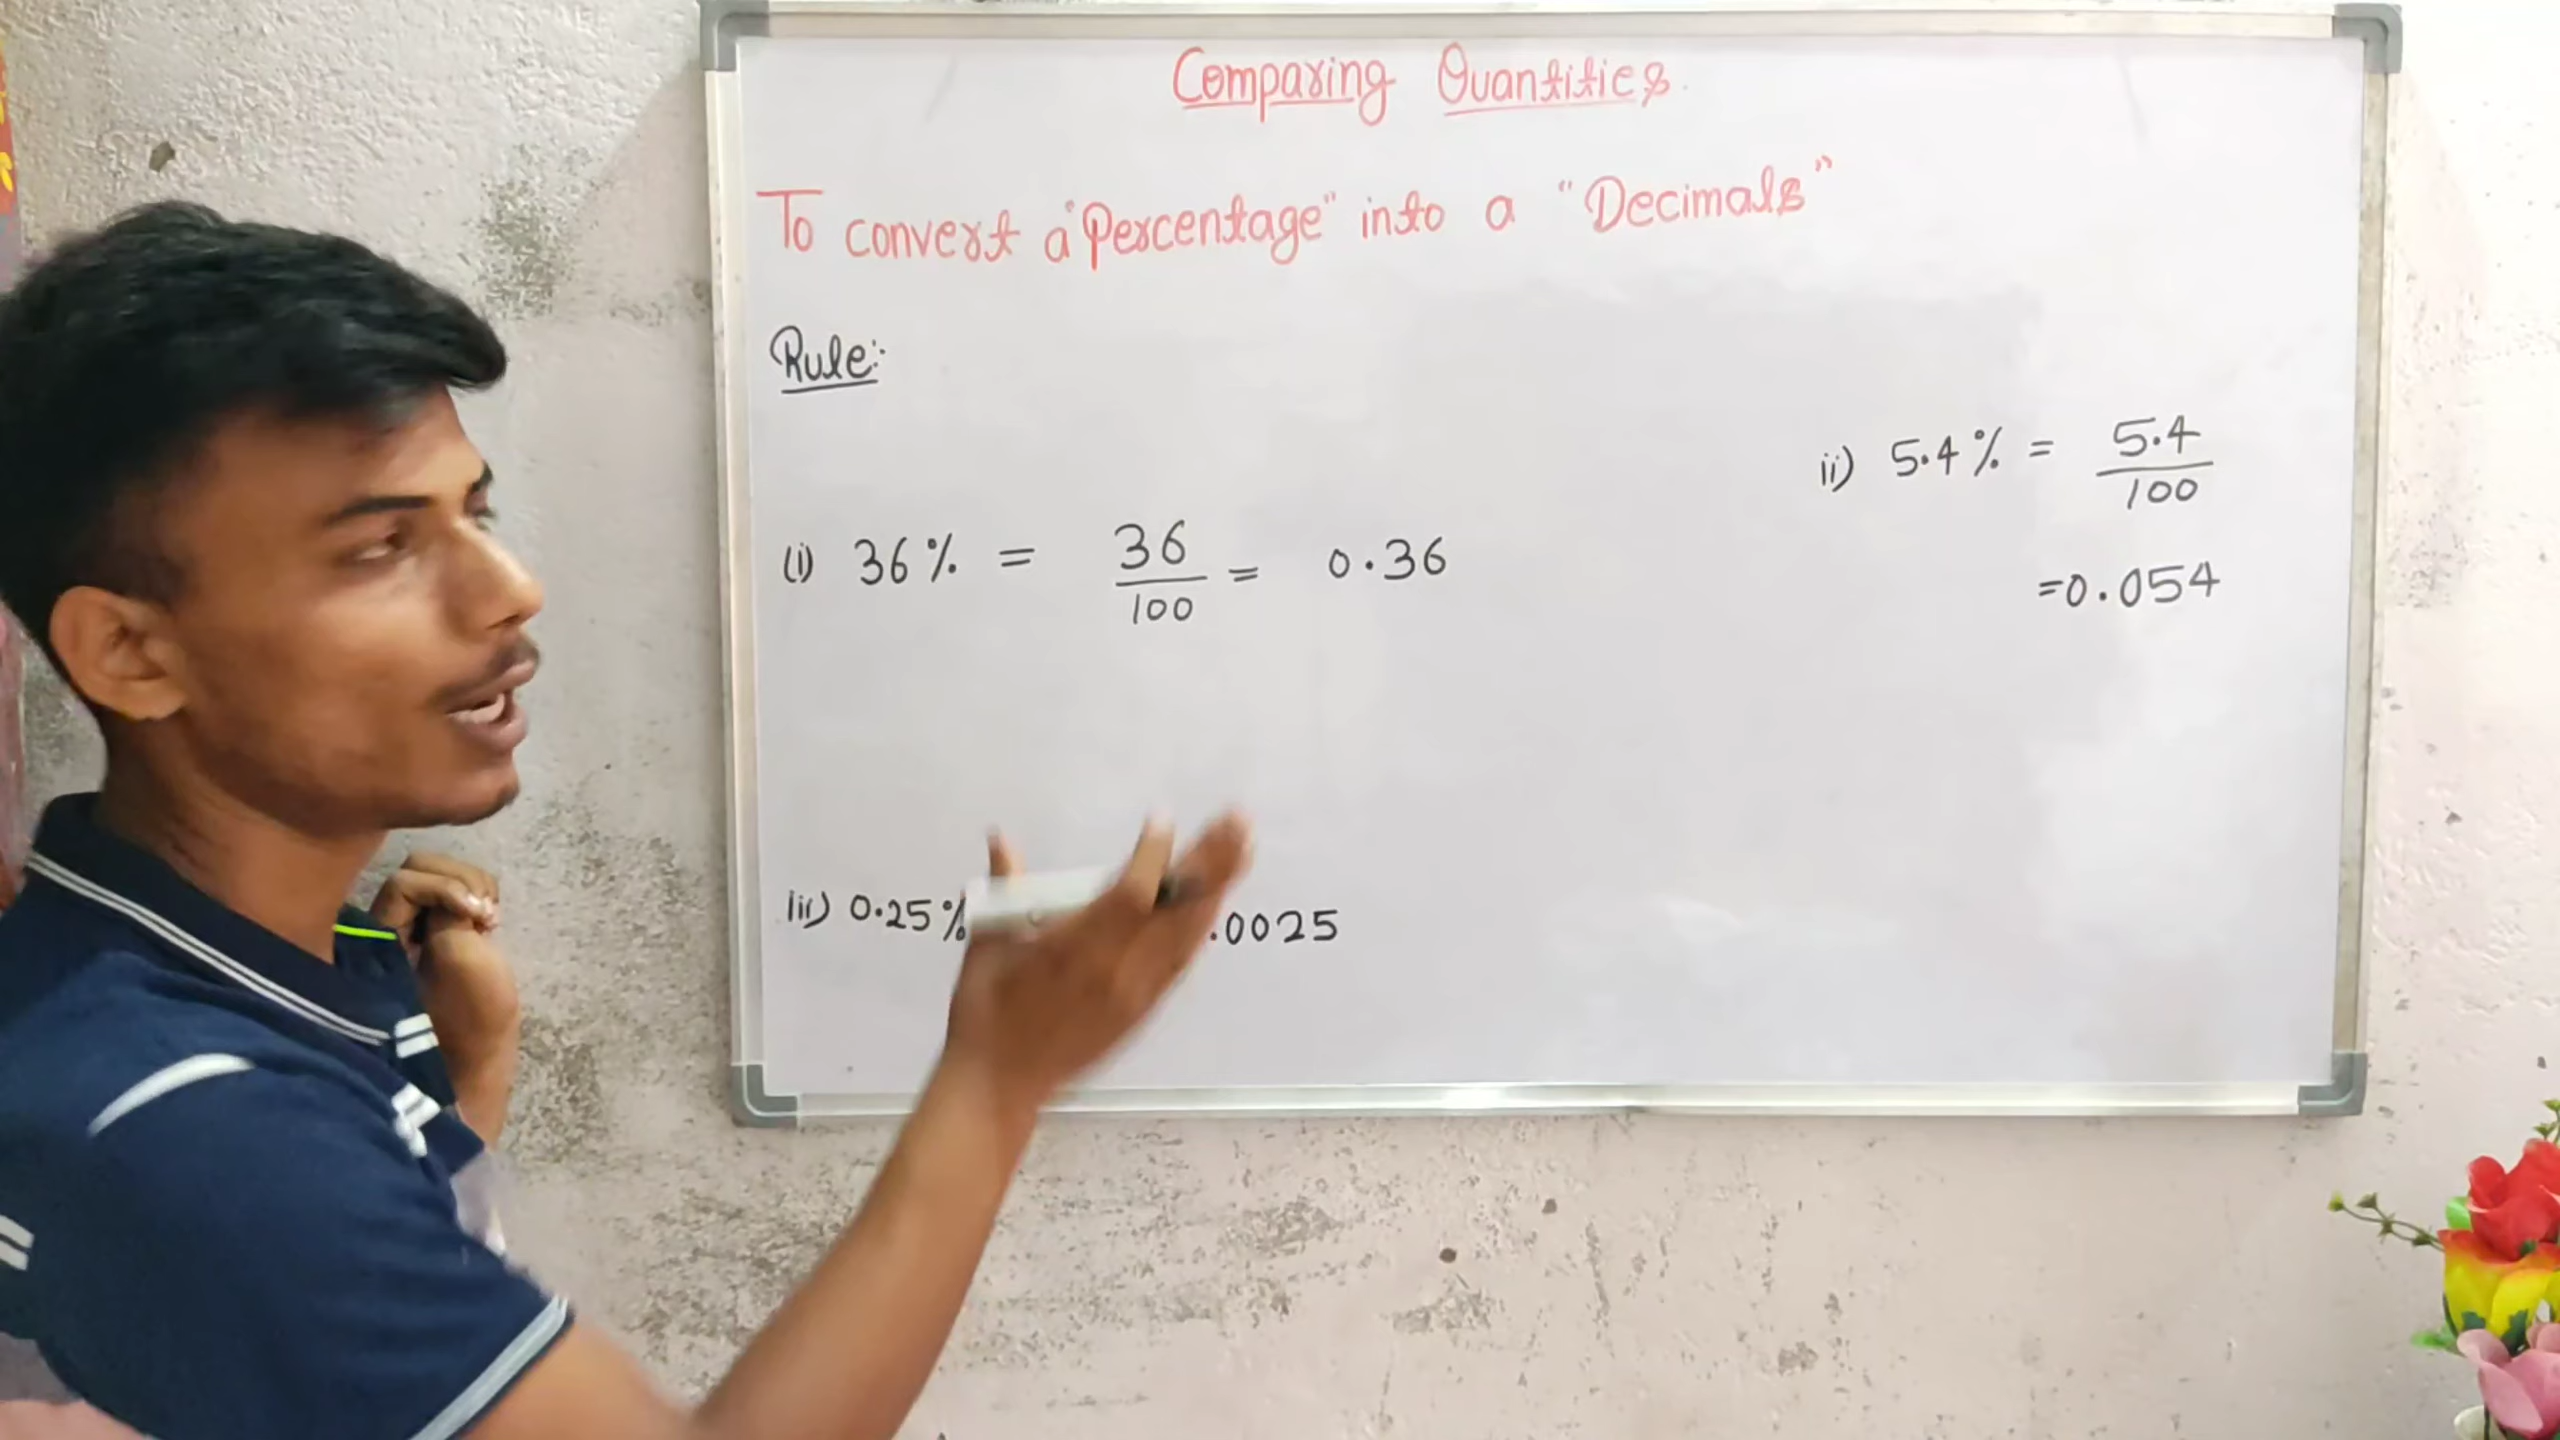 Comparing Quantities.
To convert a "Percentage" into a "Decimals"
Rule:
ii) 5.4% = 5.4/100
(i) 36% = 36/100 = 0.36
=0.054
iii) 0.25% .0025